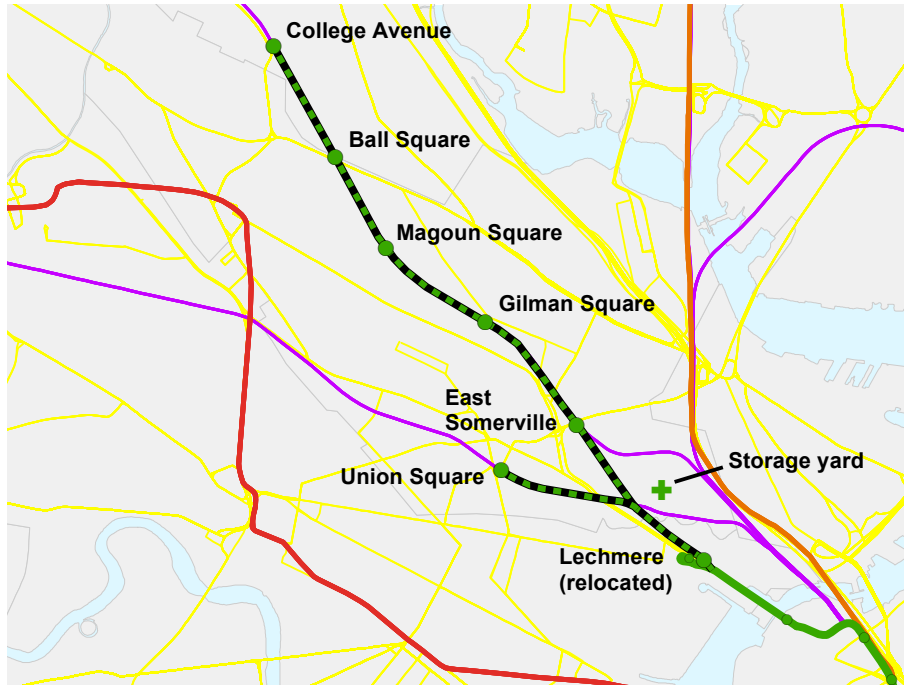 College Avenue
Ball Square
Magoun Square
Gilman Square
East
Somerville
Storage yard
Union Square
Lechmere
(relocated)